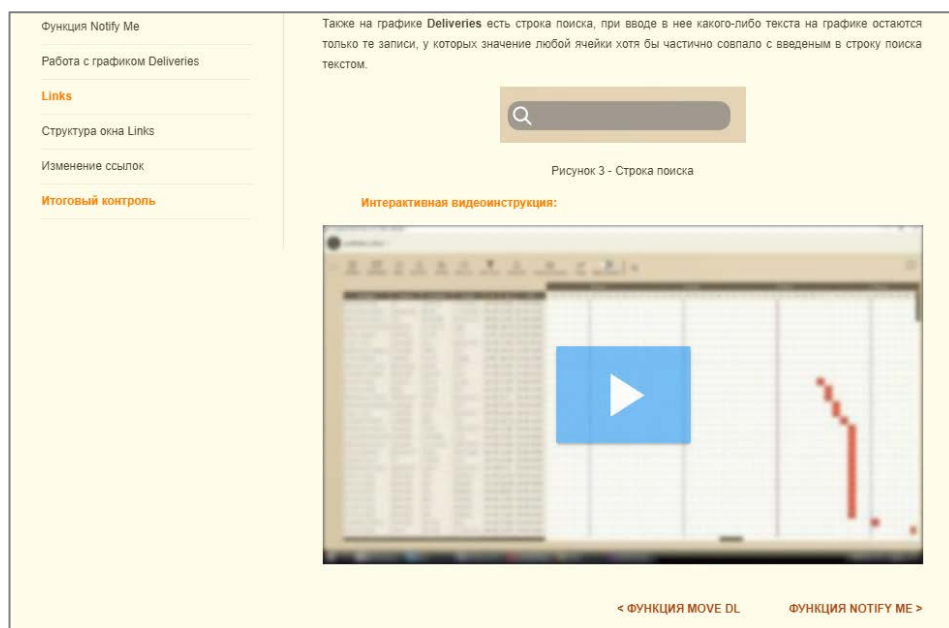 Функция Notify Me
Работа с графиком Deliveries
Links
Структура окна Links
Изменение ссылок
Итоговый контроль
Также на графике Deliveries есть строка поиска, при вводе в нее какого-либо текста на графике остаются
только те записи, у которых значение любой ячейки хотя бы частично совпало с введеным в строку поиска
текстом.
Рисунок 3 - Строка поиска
Интерактивная видеоинструкция:
< ФУНКЦИЯ MOVE DL
ФУНКЦИЯ NOTIFY ME >